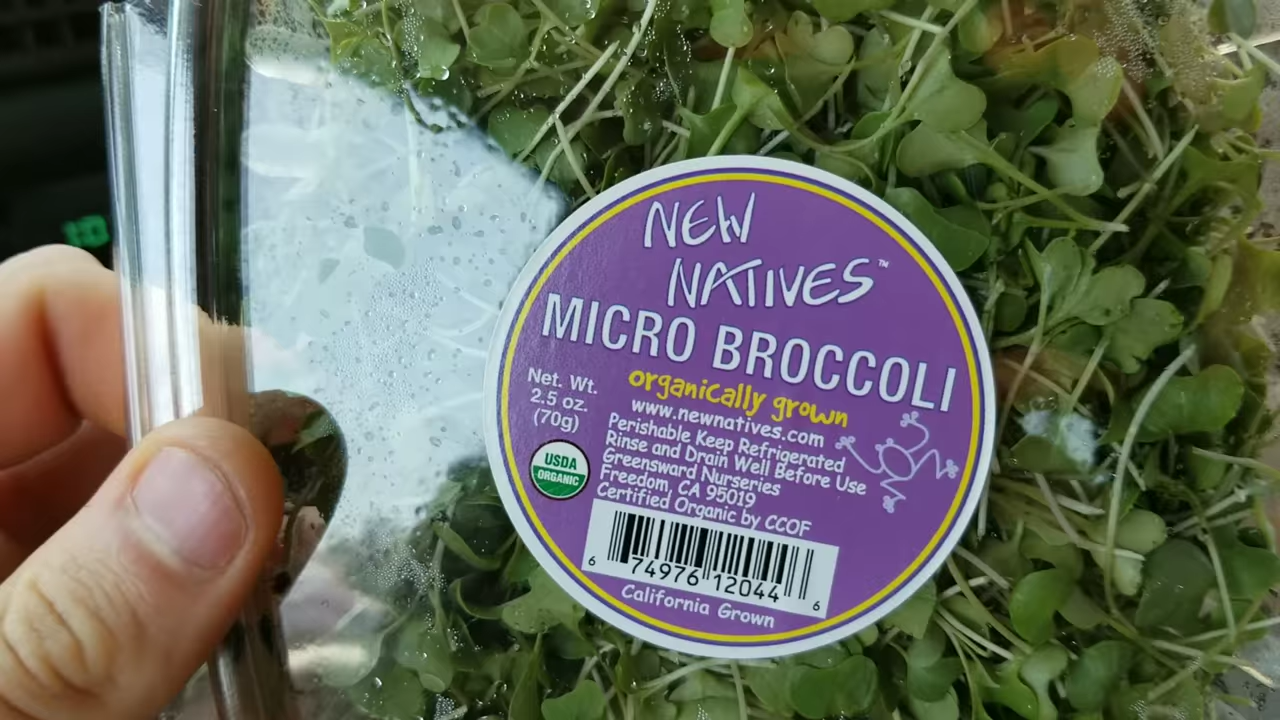 NEW
NATIVES™
MICRO BROCCOLI
organically grown
Net. Wt.
2.5 oz.
(70g)
USDA
ORGANIC
www.newnatives.com
Perishable Keep Refrigerated
Rinse and Drain Well Before Use
Greensward Nurseries
Freedom, CA 95019
Certified Organic by CCOF
6 74976 12044 6
California Grown